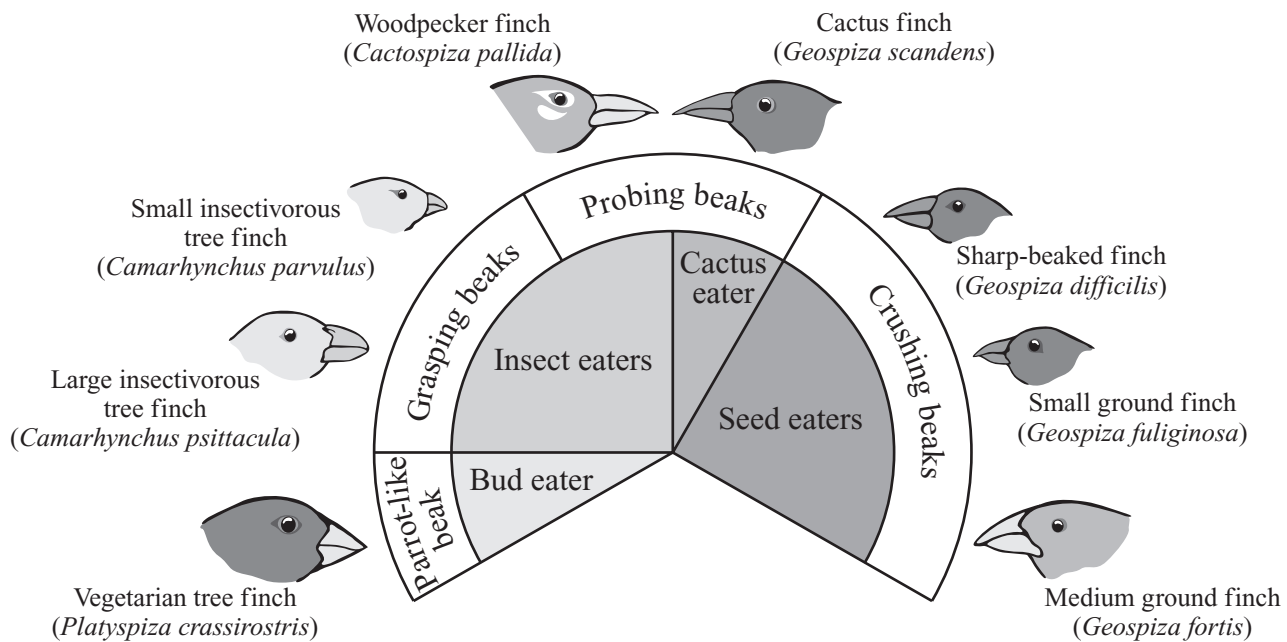 Woodpecker finch
(Cactospiza pallida)
Cactus finch
(Geospiza scandens)
Small insectivorous
tree finch
(Camarhynchus parvulus)
Probing beaks
Sharp-beaked finch
(Geospiza difficilis)
Grasping beaks
Cactus
eater
Crushing beaks
Large insectivorous
tree finch
(Camarhynchus psittacula)
Insect eaters
Seed eaters
Small ground finch
(Geospiza fuliginosa)
Parrot-like
beak
Bud eater
Vegetarian tree finch
(Platyspiza crassirostris)
Medium ground finch
(Geospiza fortis)